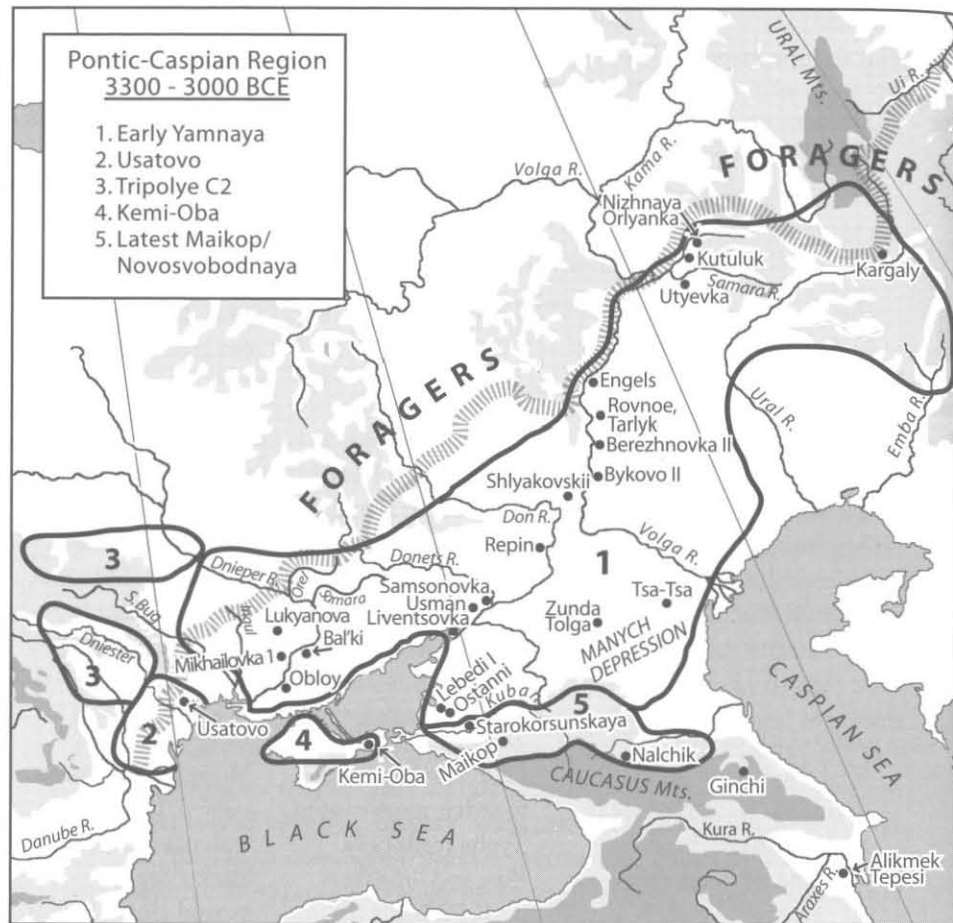 Pontic-Caspian Region
3300 - 3000 BCE
1. Early Yamnaya
2. Usatovo
3. Tripolye C2
4. Kemi-Oba
5. Latest Maikop/
Novosvobodnaya
URAL Mts.
Ui R.
FORAGERS
Kama R.
Volga R.
Nizhnaya
Orlyanka
Kutuluk
Kargaly
Samara R.
Utyevka
FORAGERS
Engels
Rovnoe,
Tarlyk
Ural R.
Emba R.
Berezhnovka II
Bykovo II
Shlyakovskii
Don R.
Repin
1
Volga R.
3
Donets R.
Dnieper R.
Orel
Samara
Samsonovka
Usman
Liventsovka
Tsa-Tsa
S.Bug
Ingul
Lukyanova
Bal'ki
Zunda
Tolga
MANYCH
DEPRESSION
Dniester
3
Mikhailovka 1
Obloy
Lebedi I
Ostanni
Kuba
5
CASPIAN SEA
Usatovo
2
4
Starokorsunskaya
Maikop
Nalchik
Kemi-Oba
CAUCASUS Mts.
Ginchi
Danube R.
BLACK SEA
Kura R.
Alikmek
Tepesi
Araxes R.